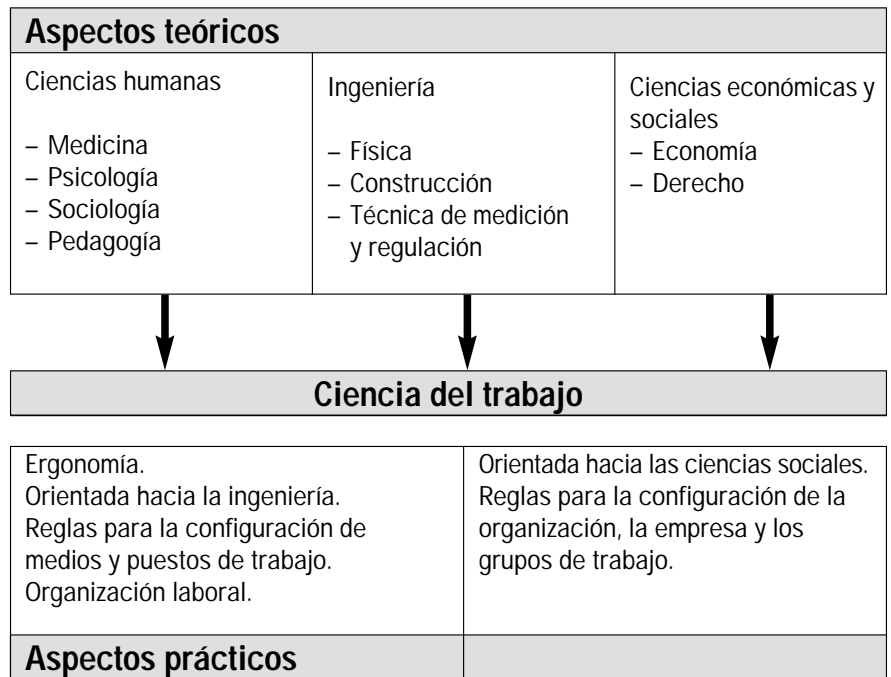 Aspectos teóricos
Ciencias humanas
– Medicina
– Psicología
– Sociología
– Pedagogía
Ingeniería
– Física
– Construcción
– Técnica de medición
y regulación
Ciencias económicas y
sociales
– Economía
– Derecho
Ciencia del trabajo
Ergonomía.
Orientada hacia la ingeniería.
Reglas para la configuración de
medios y puestos de trabajo.
Organización laboral.
Orientada hacia las ciencias sociales.
Reglas para la configuración de la
organización, la empresa y los
grupos de trabajo.
Aspectos prácticos